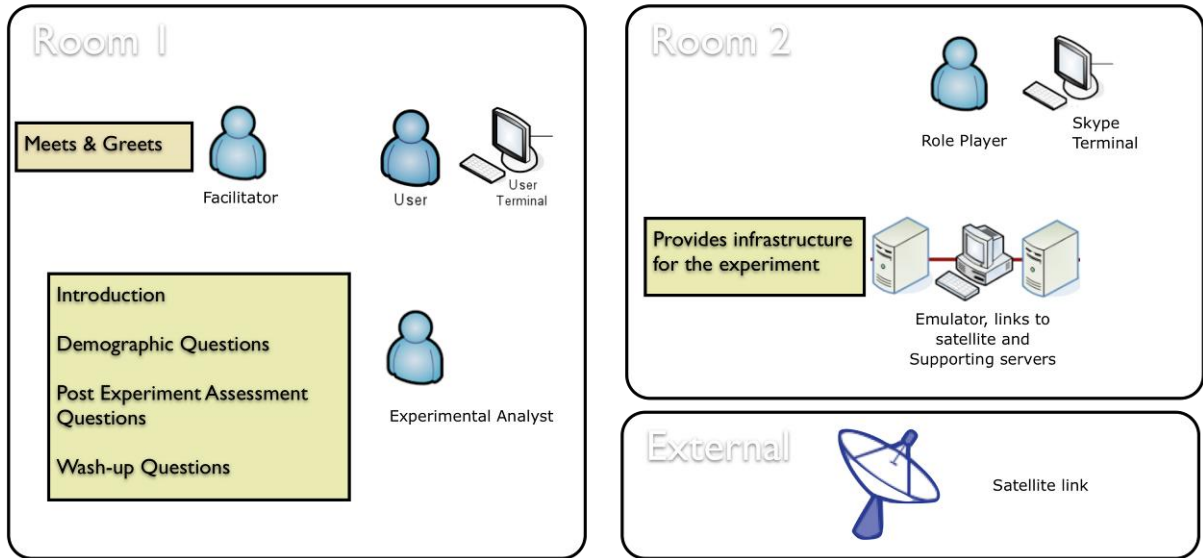 Room 1
Meets & Greets
Facilitator
User
User
Terminal
Introduction
Demographic Questions
Post Experiment Assessment
Questions
Wash-up Questions
Experimental Analyst
Room 2
Role Player
Skype
Terminal
Provides infrastructure
for the experiment
Emulator, links to
satellite and
Supporting servers
External
Satellite link